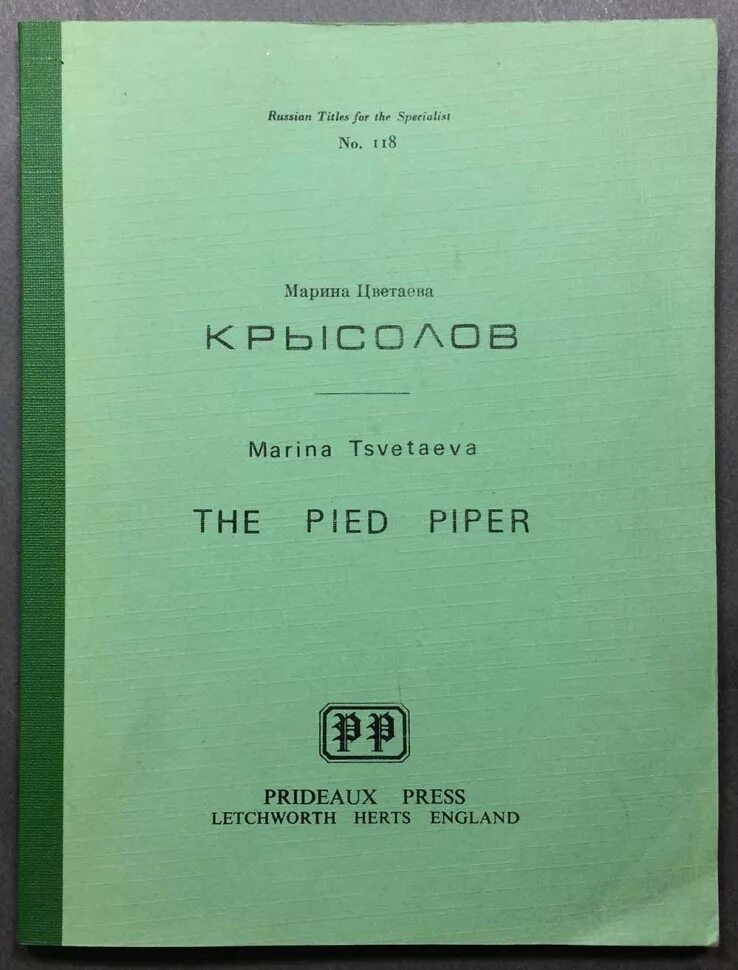 Russian Titles for the Specialist
No. 118
Марина Цветаева
КРЫСОЛОВ
Marina Tsvetaeva
THE PIED PIPER
PP
PRIDEAUX PRESS
LETCHWORTH HERTS ENGLAND